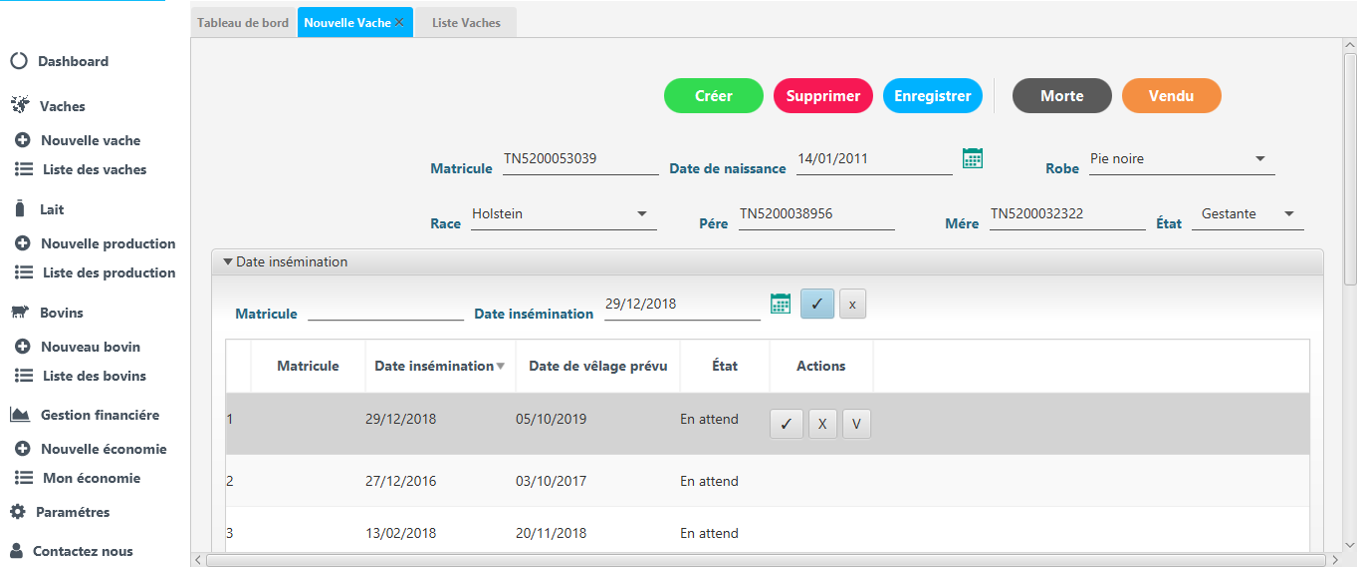 Tableau de bord Nouvelle Vache × Liste Vaches
Dashboard
Vaches
Nouvelle vache
Liste des vaches
Lait
Nouvelle production
Liste des production
Bovins
Nouveau bovin
Liste des bovins
Gestion financiére
Nouvelle économie
Mon économie
Paramétres
Contactez nous
Créer Supprimer Enregistrer Morte Vendu
Matricule TN5200053039 Date de naissance 14/01/2011 Robe Pie noire
Race Holstein Pére TN5200038956 Mére TN5200032322 État Gestante
Date insémination
Matricule Date insémination 29/12/2018 ✓ x
Matricule Date insémination Date de vêlage prévu État Actions
1 29/12/2018 05/10/2019 En attend ✓ X V
2 27/12/2016 03/10/2017 En attend
3 13/02/2018 20/11/2018 En attend